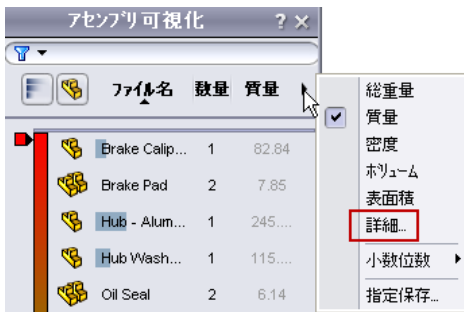 アセンブリ可視化 ? ×
ファイル名 数量 質量
Brake Calip... 1 82.84
Brake Pad 2 7.85
Hub - Alum... 1 245....
Hub Wash... 1 115....
Oil Seal 2 6.14
総重量
質量
密度
ボリューム
表面積
詳細...
小数位数
指定保存...